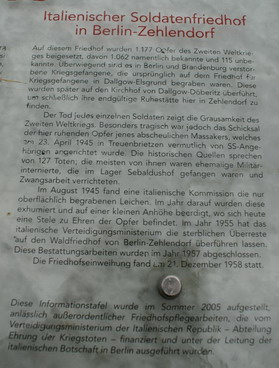 Italienischer Soldatenfriedhof
in Berlin-Zehlendorf
Auf diesem Friedhof wurden 1.177 Opfer des Zweiten Weltkrie-
ges beigesetzt, davon 1.062 namentlich bekannte und 115 unbe-
kannte. Überwiegend sind es in Berlin und Brandenburg verstor-
bene Kriegsgefangene, die ursprünglich auf dem Friedhof für
Kriegsgefangene in Dallgow-Elsgrund begraben waren. Diese
wurden später auf den Kirchhof von Dallgow-Döberitz überführt,
um schließlich ihre endgültige Ruhestätte hier in Zehlendorf zu
finden.
Der Tod jedes einzelnen Soldaten zeigt die Grausamkeit des
Zweiten Weltkriegs. Besonders tragisch war jedoch das Schicksal
der hier ruhenden Opfer jenes abscheulichen Massakers, welches
am 23. April 1945 in Treuenbrietzen vermutlich von SS-Ange-
hörigen angerichtet wurde. Die historischen Quellen sprechen
von 127 Toten; die meisten von ihnen waren ehemalige Militär-
internierte, die im Lager Sebaldushof gefangen waren und
Zwangsarbeit verrichteten.
Im August 1945 fand eine italienische Kommission die nur
oberflächlich begrabenen Leichen. Im Jahr darauf wurden diese
exhumiert und auf einer kleinen Anhöhe beerdigt, wo sich heute
eine Stele zu Ehren der Opfer befindet. Im Jahr 1955 hat das
italienische Verteidigungsministerium die sterblichen Überreste
auf den Waldfriedhof von Berlin-Zehlendorf überführen lassen.
Diese Bestattungsarbeiten wurden im Jahr 1957 abgeschlossen.
Die Friedhofseinweihung fand am 21. Dezember 1958 statt.
Diese Informationstafel wurde im Sommer 2005 aufgestellt,
anlässlich außerordentlicher Friedhofspflegearbeiten, die vom
Verteidigungsministerium der Italienischen Republik – Abteilung
Ehrung der Kriegstoten – finanziert und unter der Leitung der
Italienischen Botschaft in Berlin ausgeführt wurden.